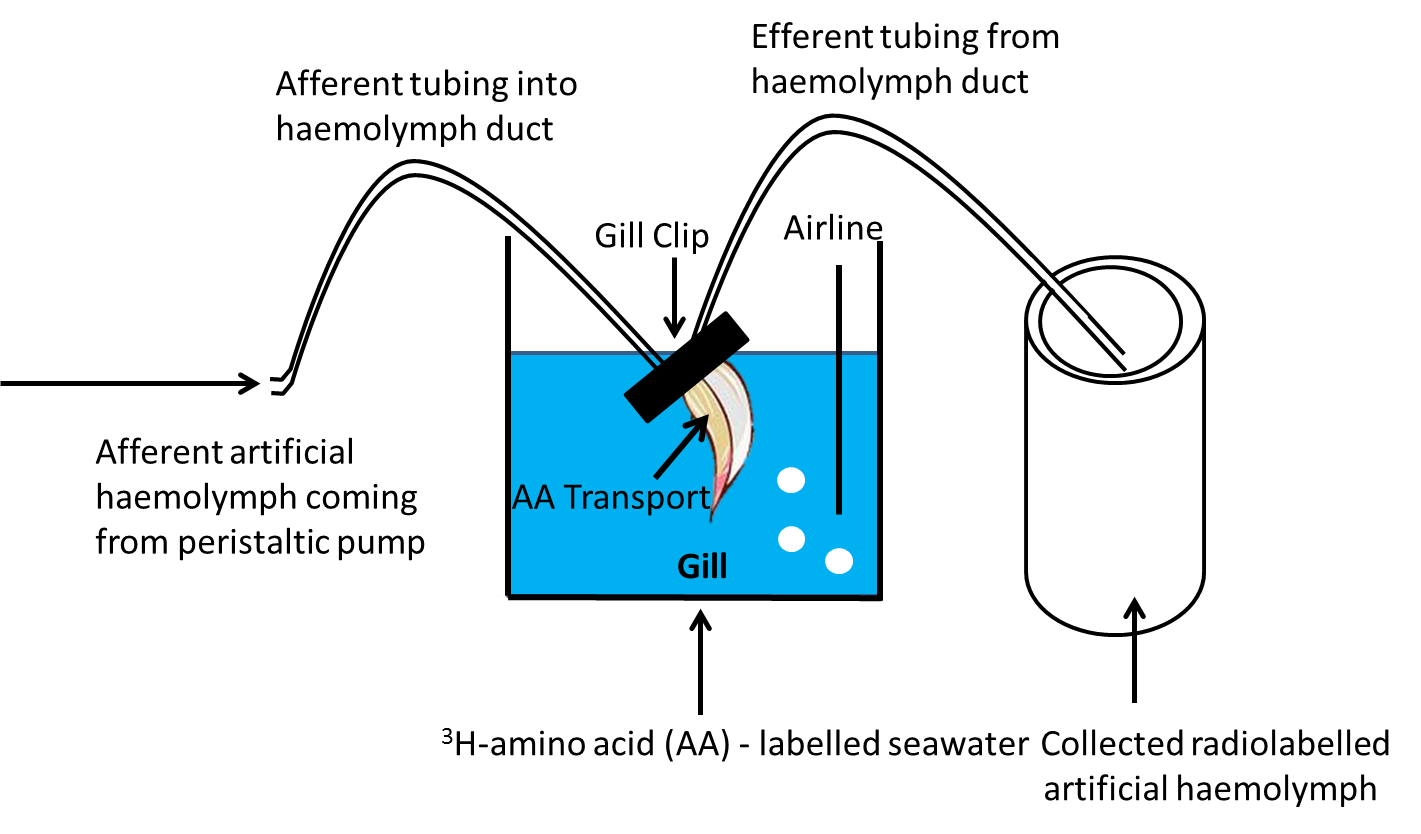 Efferent tubing from
haemolymph duct
Afferent tubing into
haemolymph duct
Gill Clip
Airline
Afferent artificial
haemolymph coming
from peristaltic pump
AA Transport
Gill
³H-amino acid (AA) - labelled seawater
Collected radiolabelled
artificial haemolymph